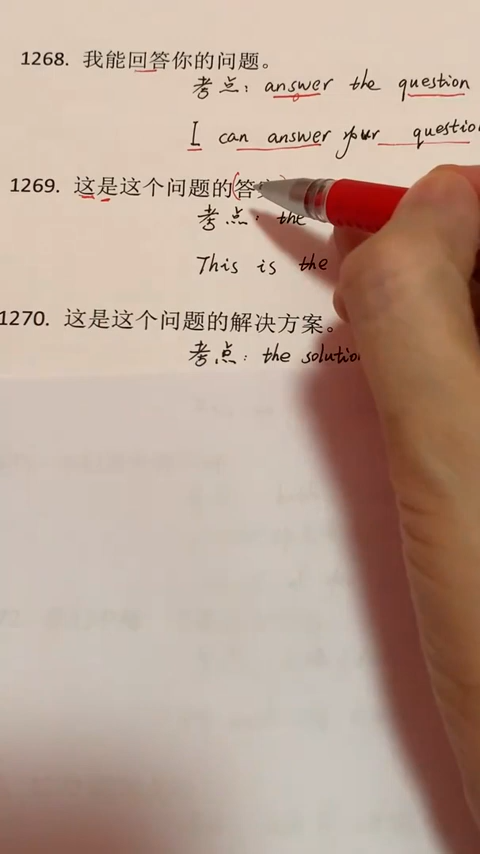 1268. 我能回答你的问题。
考点: answer the question
I can answer your question
1269. 这是这个问题的(答
考点: the
This is the
1270. 这是这个问题的解决方案。
考点: the solution